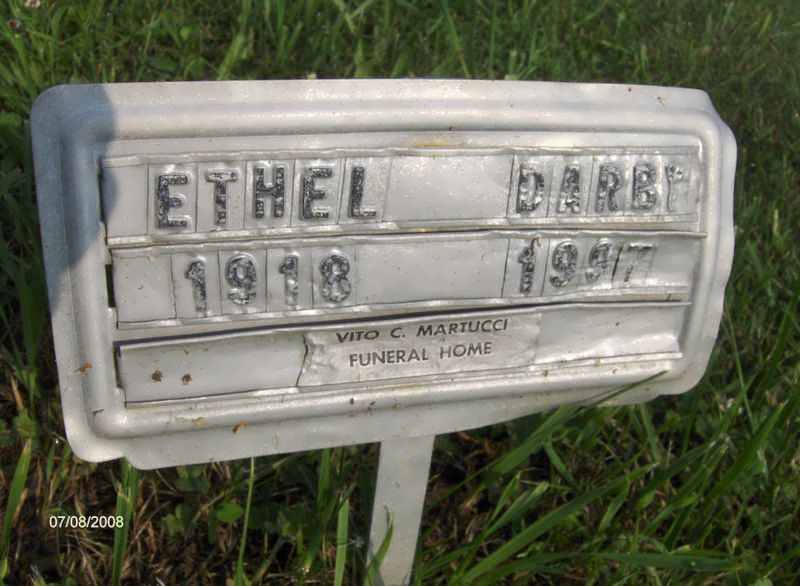 ETHEL DARBY
1918 1997
VITO C. MARTUCCI
FUNERAL HOME
07/08/2008